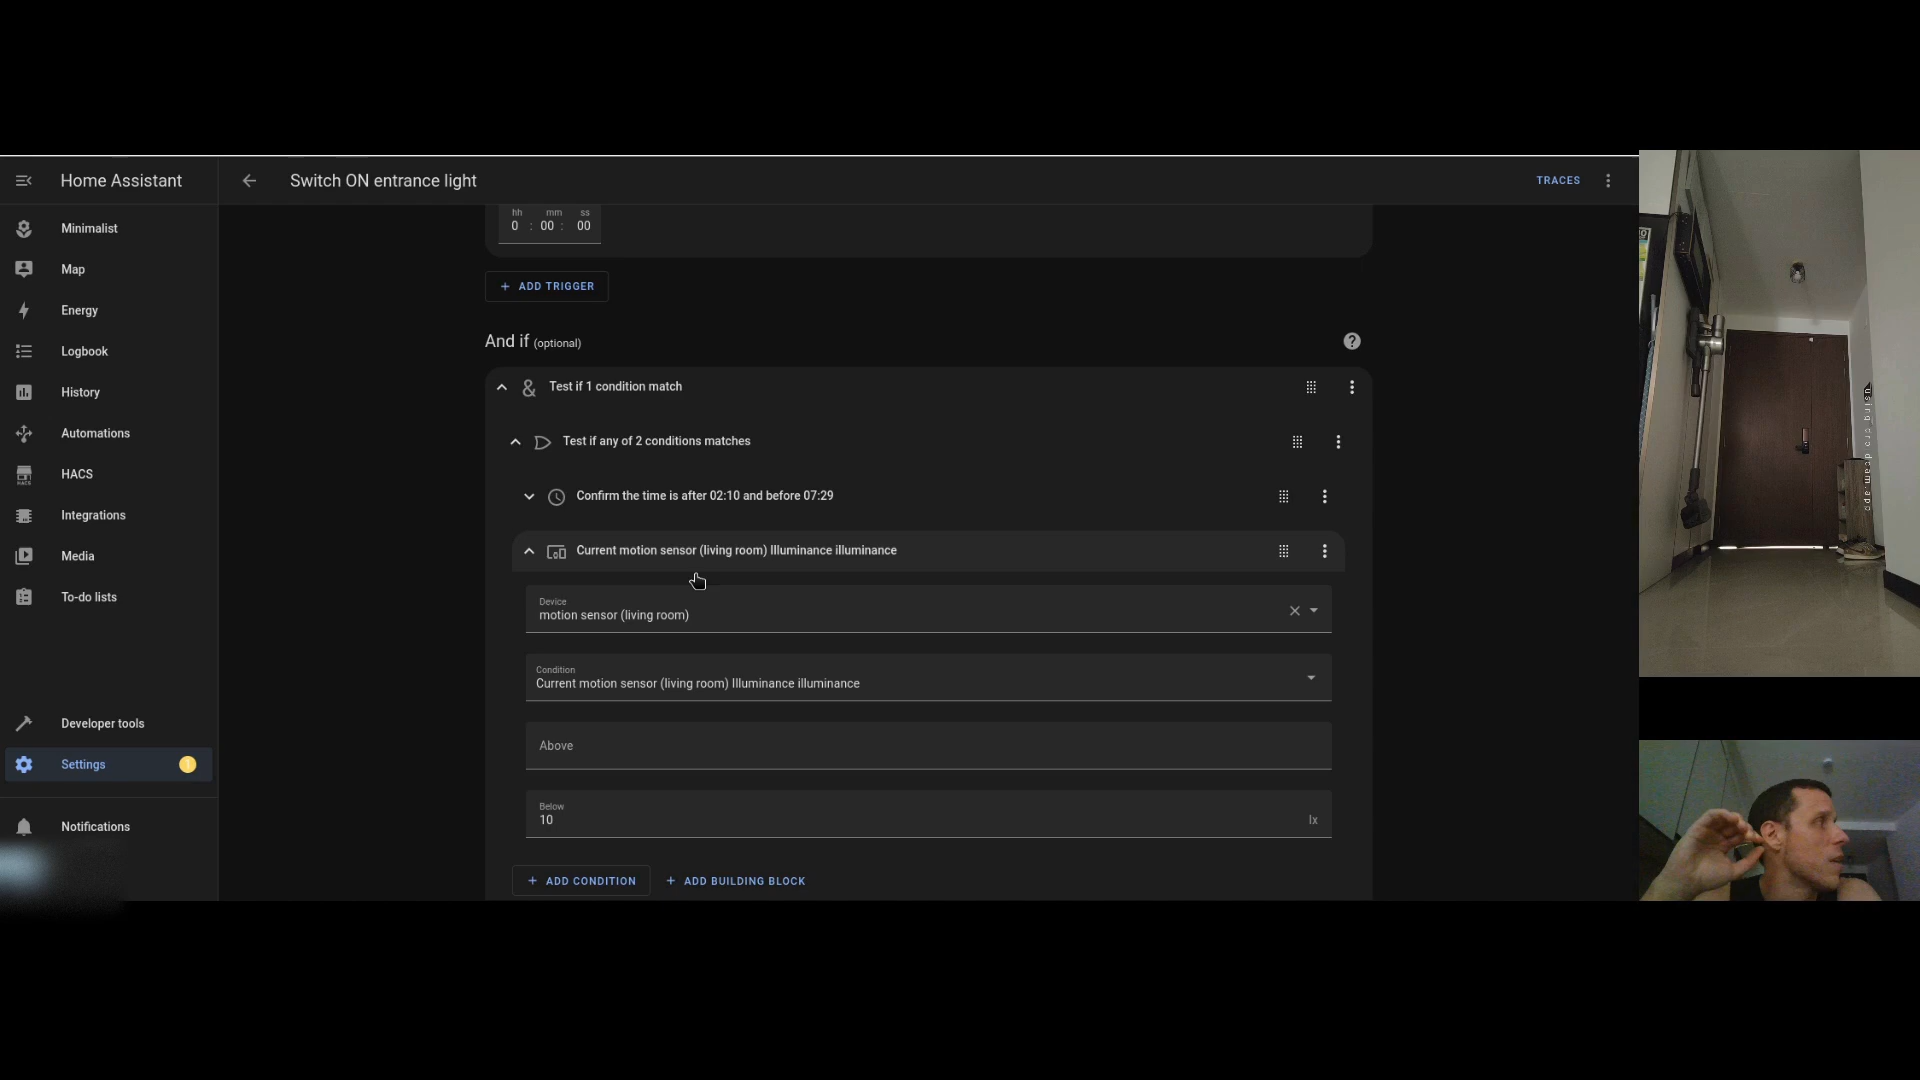 Home Assistant
Switch ON entrance light
TRACES
Minimalist
Map
Energy
Logbook
History
Automations
HACS
Integrations
Media
To-do lists
Developer tools
Settings
Notifications
hh mm ss
0 : 00 : 00
+ ADD TRIGGER
And if (optional)
?
& Test if 1 condition match
Test if any of 2 conditions matches
Confirm the time is after 02:10 and before 07:29
Current motion sensor (living room) Illuminance illuminance
Device
motion sensor (living room)
Condition
Current motion sensor (living room) Illuminance illuminance
Above
Below
10 lx
+ ADD CONDITION
+ ADD BUILDING BLOCK